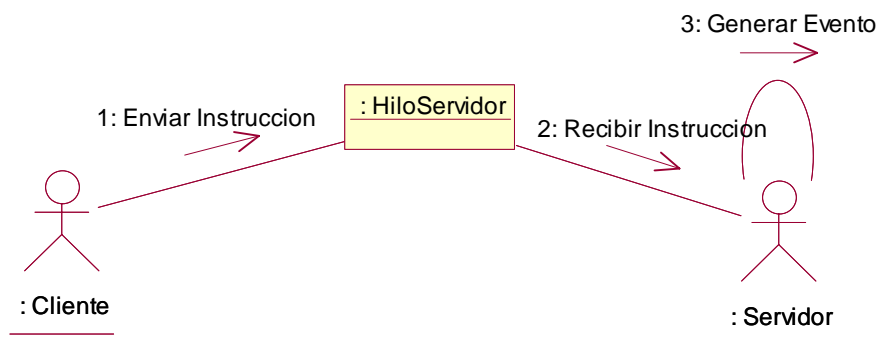 3: Generar Evento
: HiloServidor
1: Enviar Instruccion
2: Recibir Instruccion
: Cliente
: Servidor